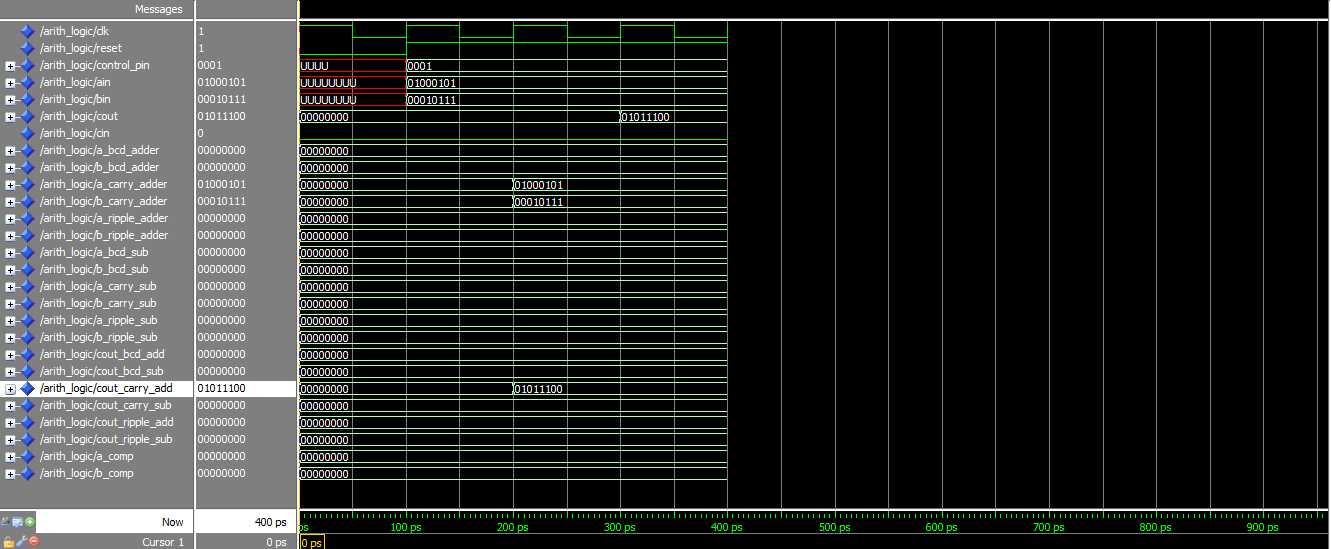 Messages
/arith_logic/clk 1
/arith_logic/reset 1
/arith_logic/control_pin 0001 UUUU 0001
/arith_logic/ain 01000101 UUUUUUUU 01000101
/arith_logic/bin 00010111 UUUUUUUU 00010111
/arith_logic/cout 01011100 00000000 01011100
/arith_logic/cin 0
/arith_logic/a_bcd_adder 00000000 00000000
/arith_logic/b_bcd_adder 00000000 00000000
/arith_logic/a_carry_adder 01000101 00000000 01000101
/arith_logic/b_carry_adder 00010111 00000000 00010111
/arith_logic/a_ripple_adder 00000000 00000000
/arith_logic/b_ripple_adder 00000000 00000000
/arith_logic/a_bcd_sub 00000000 00000000
/arith_logic/b_bcd_sub 00000000 00000000
/arith_logic/a_carry_sub 00000000 00000000
/arith_logic/b_carry_sub 00000000 00000000
/arith_logic/a_ripple_sub 00000000 00000000
/arith_logic/b_ripple_sub 00000000 00000000
/arith_logic/cout_bcd_add 00000000 00000000
/arith_logic/cout_bcd_sub 00000000 00000000
/arith_logic/cout_carry_add 01011100 00000000 01011100
/arith_logic/cout_carry_sub 00000000 00000000
/arith_logic/cout_ripple_add 00000000 00000000
/arith_logic/cout_ripple_sub 00000000 00000000
/arith_logic/a_comp 00000000 00000000
/arith_logic/b_comp 00000000 00000000
Now 400 ps ps 100 ps 200 ps 300 ps 400 ps 500 ps 600 ps 700 ps 800 ps 900 ps
Cursor 1 0 ps 0 ps